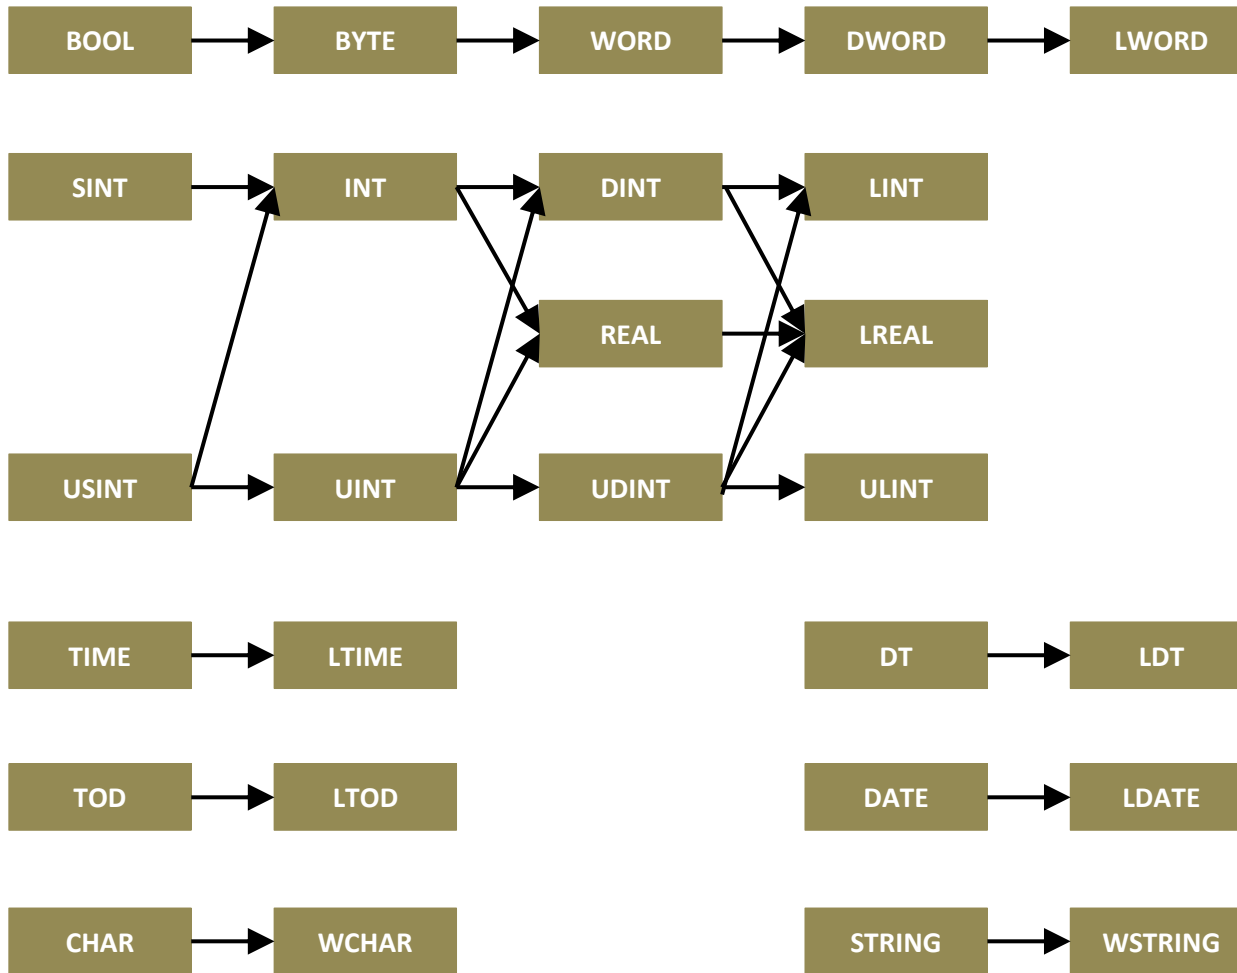 BOOL BYTE WORD DWORD LWORD
SINT INT DINT LINT
REAL LREAL
USINT UINT UDINT ULINT
TIME LTIME DT LDT
TOD LTOD DATE LDATE
CHAR WCHAR STRING WSTRING